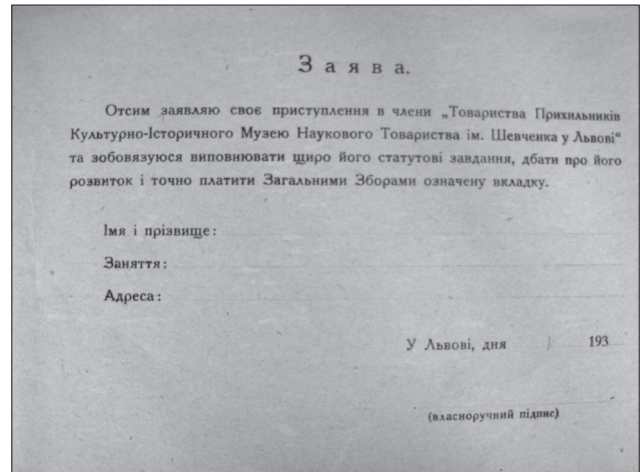 Заява.
Отсим заявляю своє приступлення в члени „Товариства Прихильників
Культурно-Історичного Музею Наукового Товариства ім. Шевченка у Львові"
та зобовязуюся виповнювати щиро його статутові завдання, дбати про його
розвиток і точно платити Загальними Зборами означену вкладку.
Імя і прізвище:
Заняття:
Адреса:
У Львові, дня 193
(власноручний підпис)